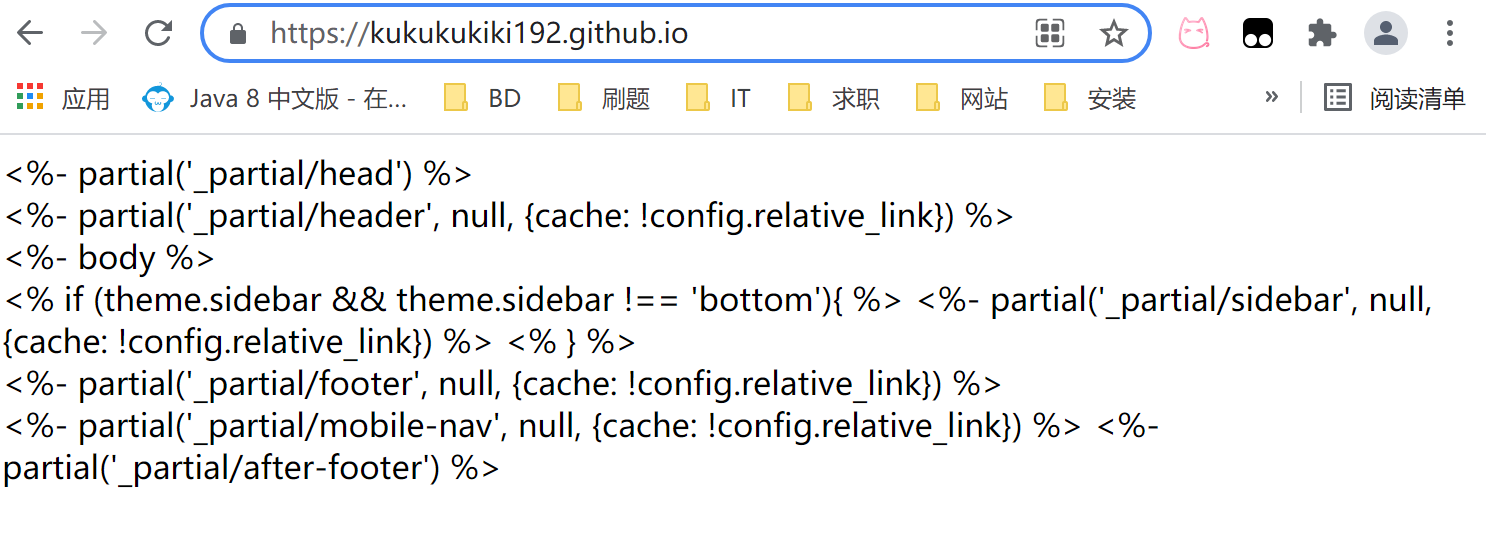 https://kukukukiki192.github.io
应用 Java 8 中文版 - 在... BD 刷题 IT 求职 网站 安装 » 阅读清单
<%- partial('_partial/head') %>
<%- partial('_partial/header', null, {cache: !config.relative_link}) %>
<%- body %>
<% if (theme.sidebar && theme.sidebar !== 'bottom'){ %> <%- partial('_partial/sidebar', null,
{cache: !config.relative_link}) %> <% } %>
<%- partial('_partial/footer', null, {cache: !config.relative_link}) %>
<%- partial('_partial/mobile-nav', null, {cache: !config.relative_link}) %> <%-
partial('_partial/after-footer') %>